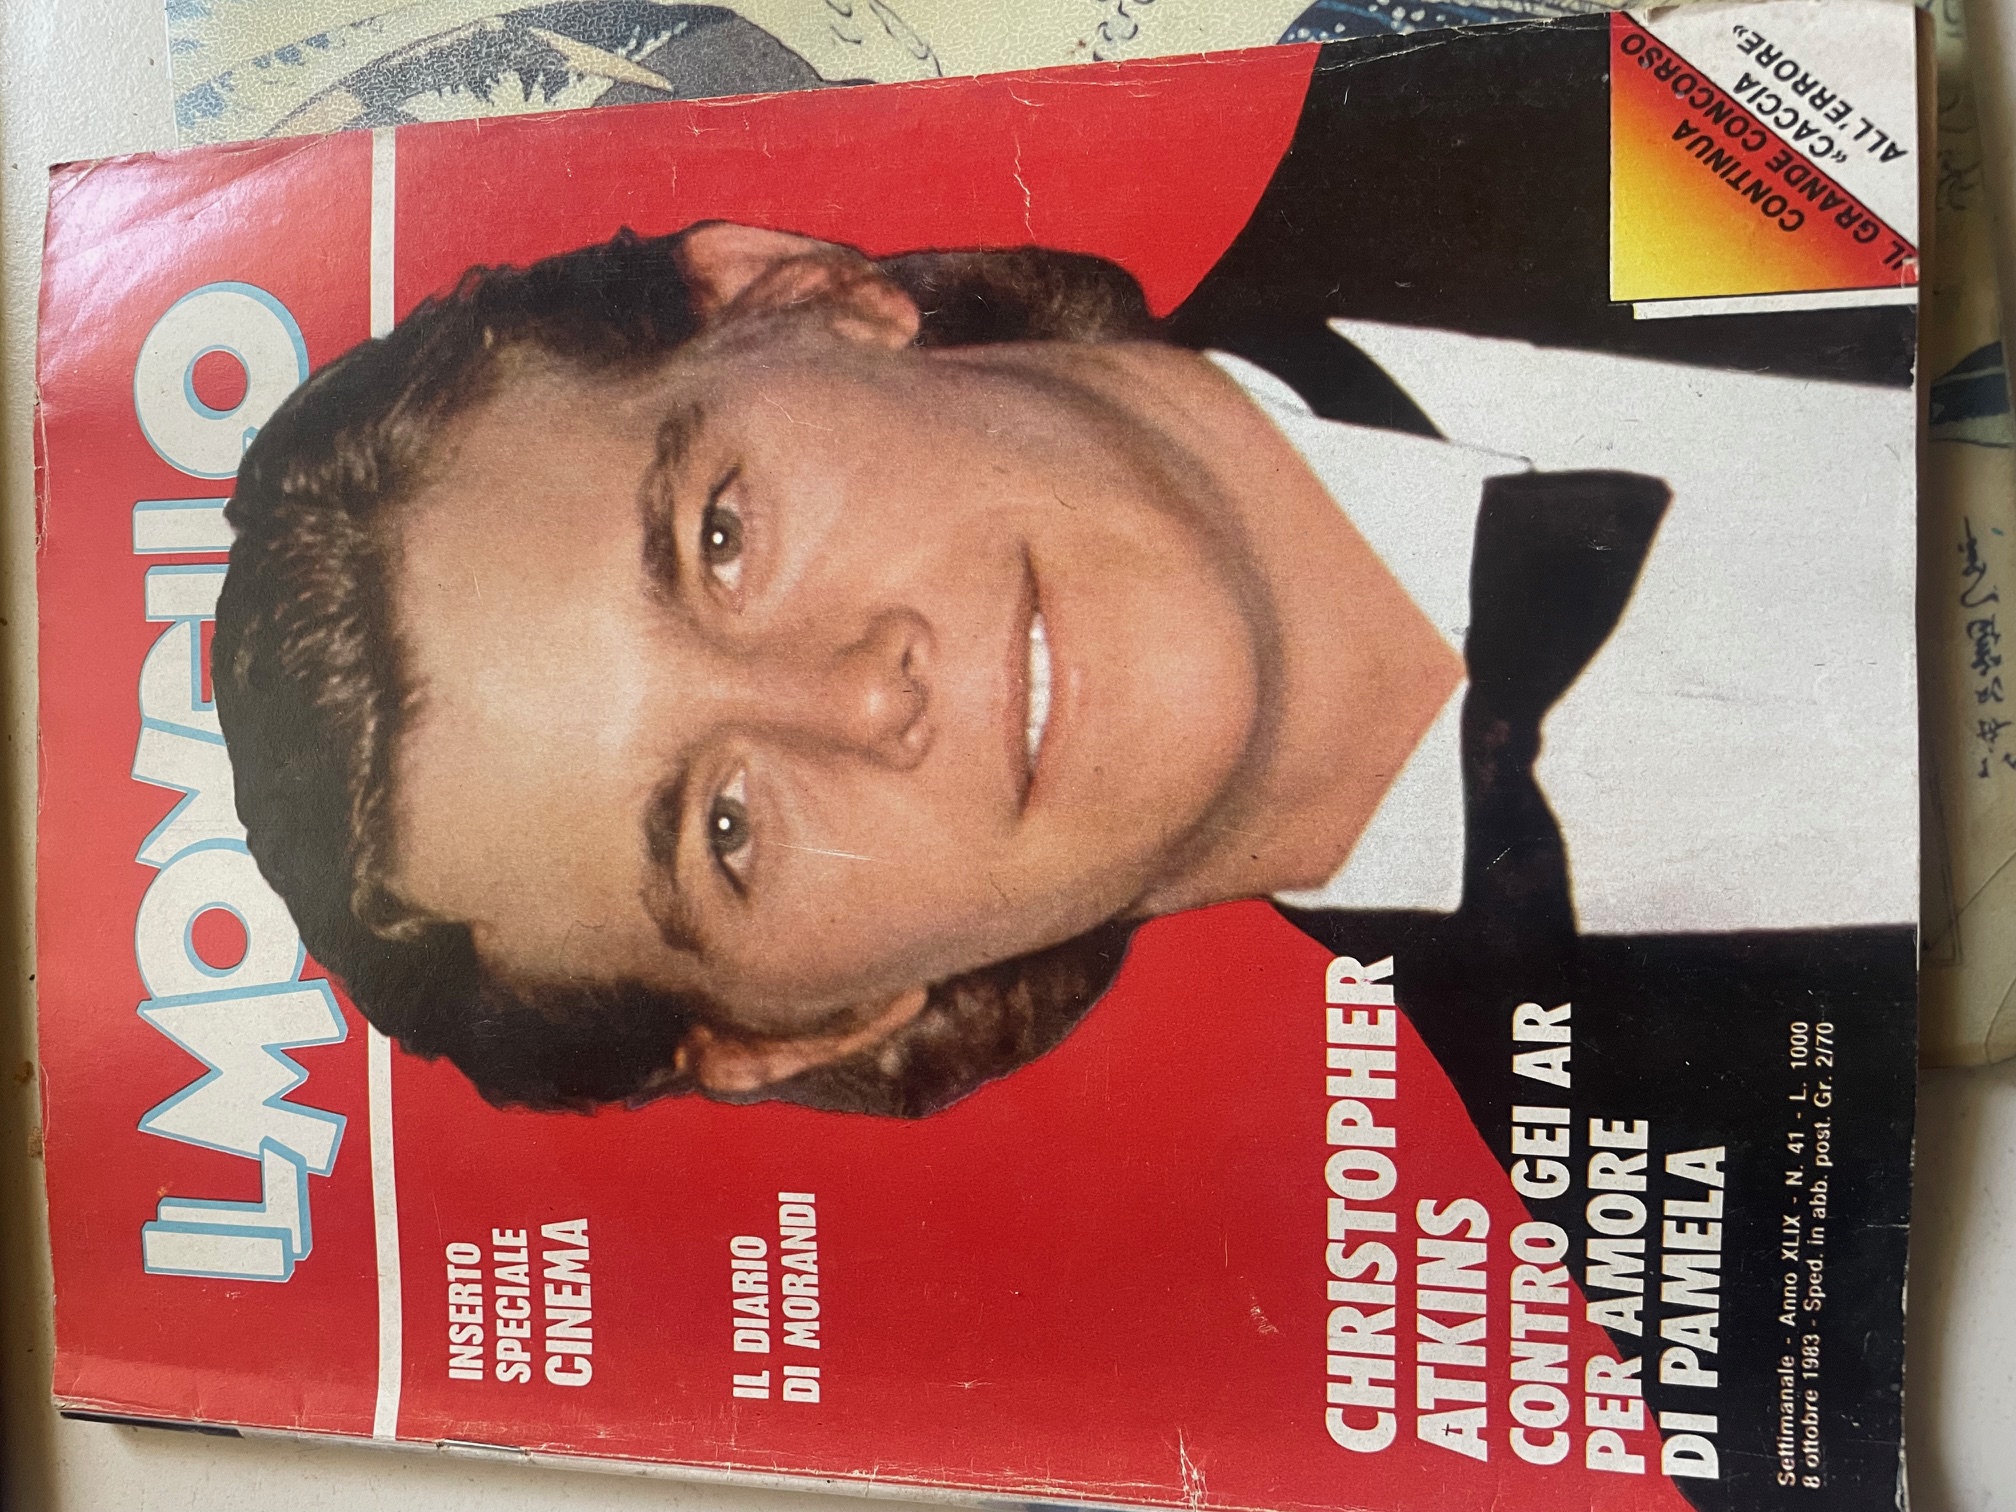 IL MONELLO
INSERTO
SPECIALE
CINEMA
IL DIARIO
DI MORANDI
CHRISTOPHER
ATKINS
CONTRO GEI AR
PER AMORE
DI PAMELA
Settimanale - Anno XLIX - N. 41 - L. 1000
8 ottobre 1983 - Sped. in abb. post. Gr. 2/70
CONTINUA
IL GRANDE CONCORSO
«CACCIA
ALL'ERRORE»